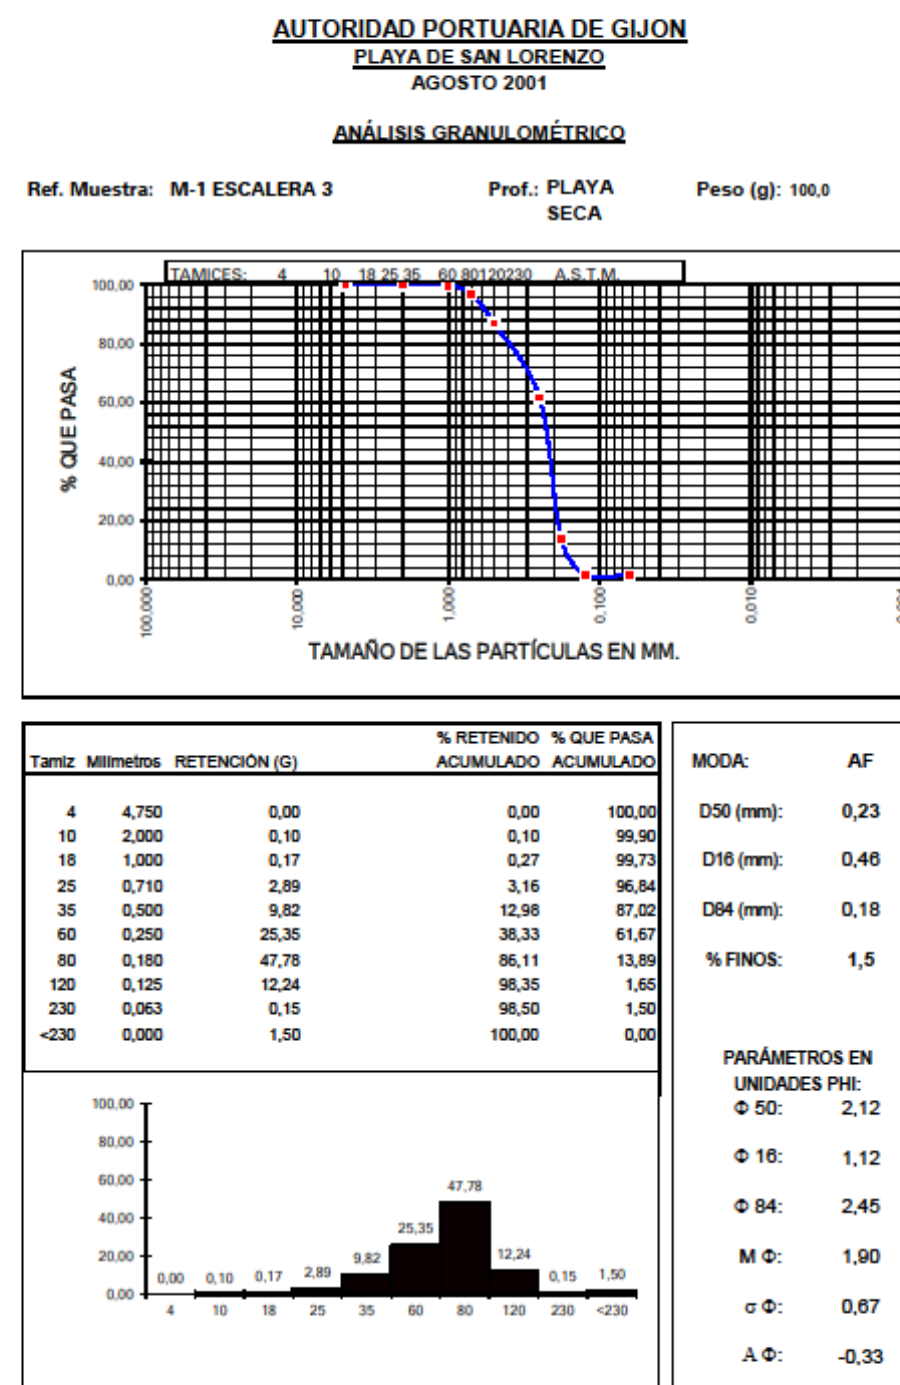 AUTORIDAD PORTUARIA DE GIJON
PLAYA DE SAN LORENZO
AGOSTO 2001
ANÁLISIS GRANULOMÉTRICO
Ref. Muestra: M-1 ESCALERA 3 Prof.: PLAYA SECA Peso (g): 100,0
TAMICES: 4 10 18 25 35 60 80 120 230 A.S.T.M.
% QUE PASA
100,00
80,00
60,00
40,00
20,00
0,00
100,000 10,000 1,000 0,100 0,010
TAMAÑO DE LAS PARTÍCULAS EN MM.
Tamiz Milímetros RETENCIÓN (G) % RETENIDO ACUMULADO % QUE PASA ACUMULADO
4 4,750 0,00 0,00 100,00
10 2,000 0,10 0,10 99,90
18 1,000 0,17 0,27 99,73
25 0,710 2,89 3,16 96,84
35 0,500 9,82 12,98 87,02
60 0,250 25,35 38,33 61,67
80 0,180 47,78 86,11 13,89
120 0,125 12,24 98,35 1,65
230 0,063 0,15 98,50 1,50
<230 0,000 1,50 100,00 0,00
MODA: AF
D50 (mm): 0,23
D16 (mm): 0,46
D84 (mm): 0,18
% FINOS: 1,5
PARÁMETROS EN
UNIDADES PHI:
Φ 50: 2,12
Φ 16: 1,12
Φ 84: 2,45
M Φ: 1,90
σ Φ: 0,67
A Φ: -0,33
100,00
80,00
60,00
40,00
20,00
0,00
0,00 0,10 0,17 2,89 9,82 25,35 47,78 12,24 0,15 1,50
4 10 18 25 35 60 80 120 230 <230